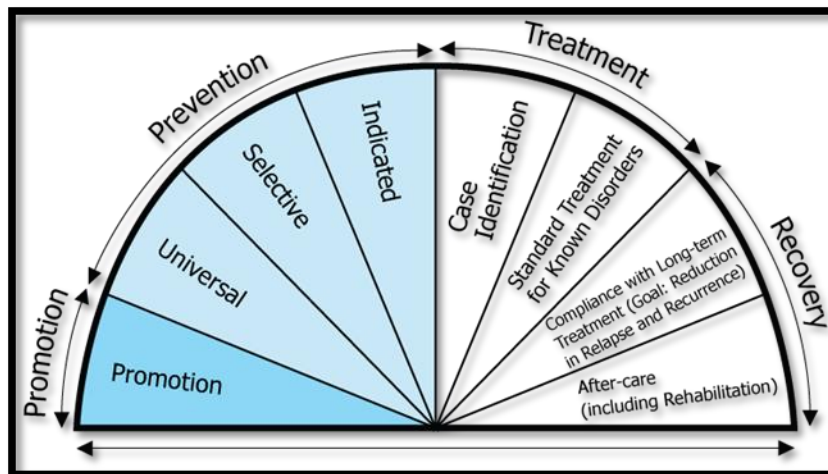 Promotion
Prevention
Treatment
Recovery
Promotion
Universal
Selective
Indicated
Case
Identification
Standard Treatment
for Known Disorders
Compliance with Long-term
Treatment (Goal: Reduction
in Relapse and Recurrence)
After-care
(including Rehabilitation)